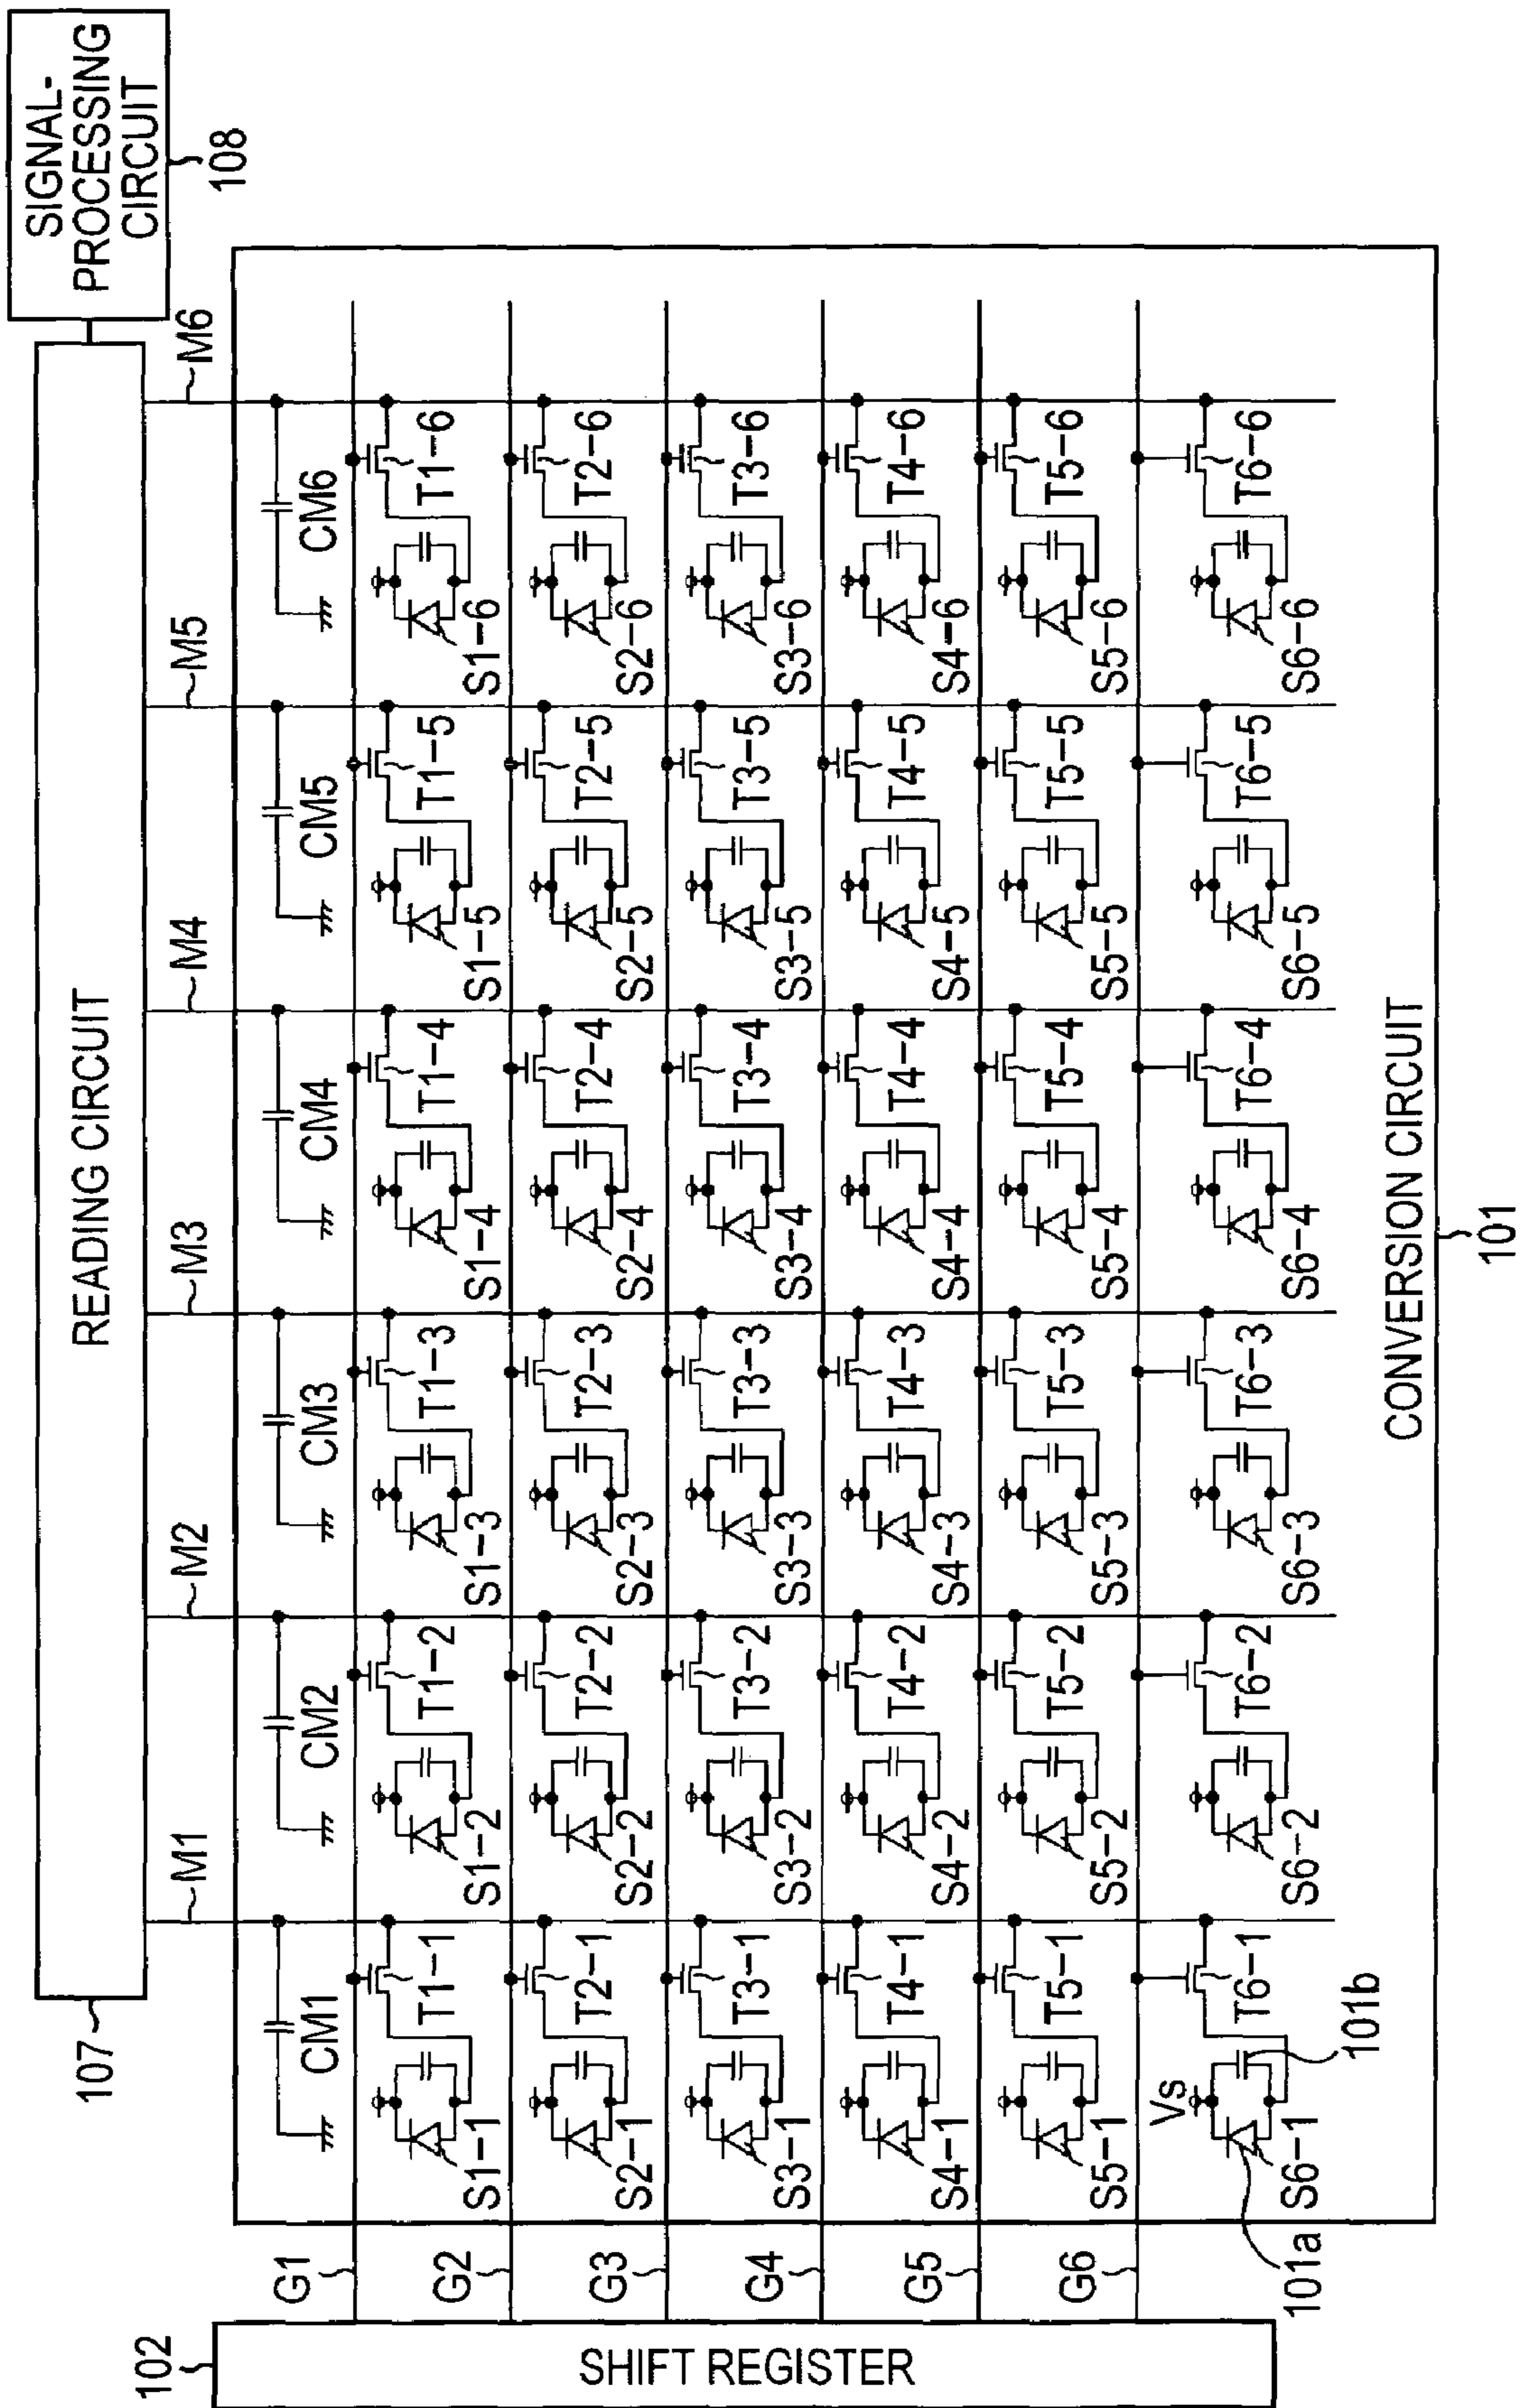 SIGNAL-
PROCESSING
CIRCUIT
108
READING CIRCUIT
107
M1
M2
M3
M4
M5
M6
CM1
CM2
CM3
CM4
CM5
CM6
G1
S1-1
T1-1
S1-2
T1-2
S1-3
T1-3
S1-4
T1-4
S1-5
T1-5
S1-6
T1-6
G2
S2-1
T2-1
S2-2
T2-2
S2-3
T2-3
S2-4
T2-4
S2-5
T2-5
S2-6
T2-6
G3
S3-1
T3-1
S3-2
T3-2
S3-3
T3-3
S3-4
T3-4
S3-5
T3-5
S3-6
T3-6
G4
S4-1
T4-1
S4-2
T4-2
S4-3
T4-3
S4-4
T4-4
S4-5
T4-5
S4-6
T4-6
G5
S5-1
T5-1
S5-2
T5-2
S5-3
T5-3
S5-4
T5-4
S5-5
T5-5
S5-6
T5-6
G6
Vs
S6-1
T6-1
S6-2
T6-2
S6-3
T6-3
S6-4
T6-4
S6-5
T6-5
S6-6
T6-6
101a
101b
102
SHIFT REGISTER
CONVERSION CIRCUIT
101